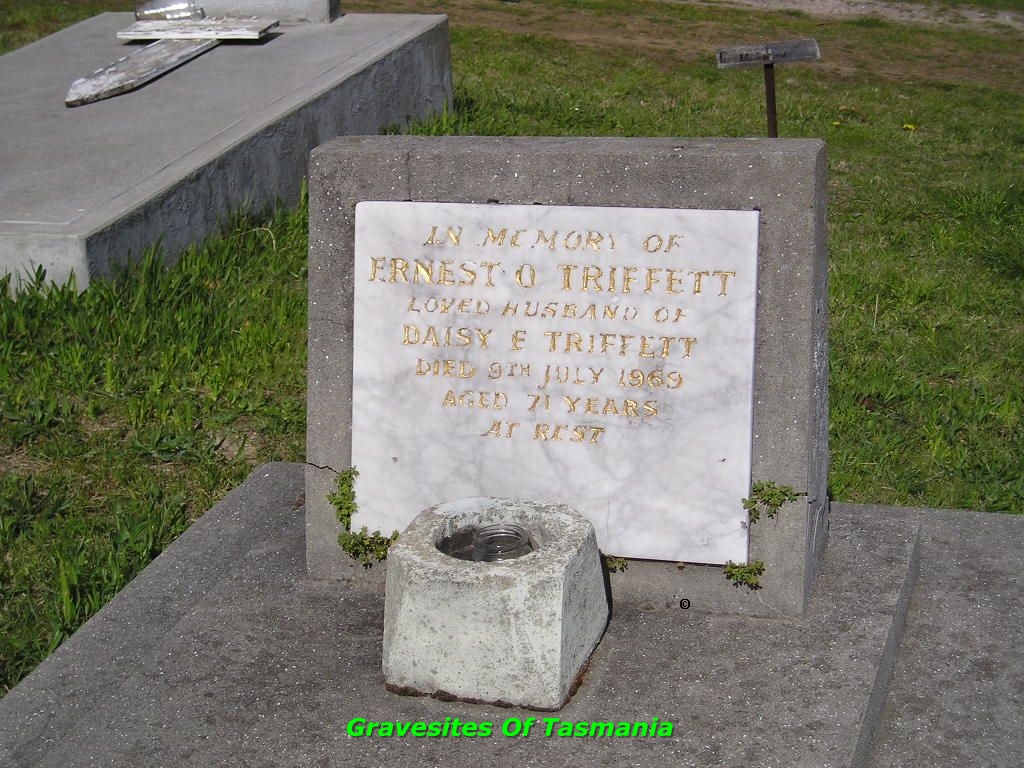 IN MEMORY OF
ERNEST O TRIFFETT
LOVED HUSBAND OF
DAISY E TRIFFETT
DIED 9TH JULY 1969
AGED 71 YEARS
AT REST
©
Gravesites Of Tasmania